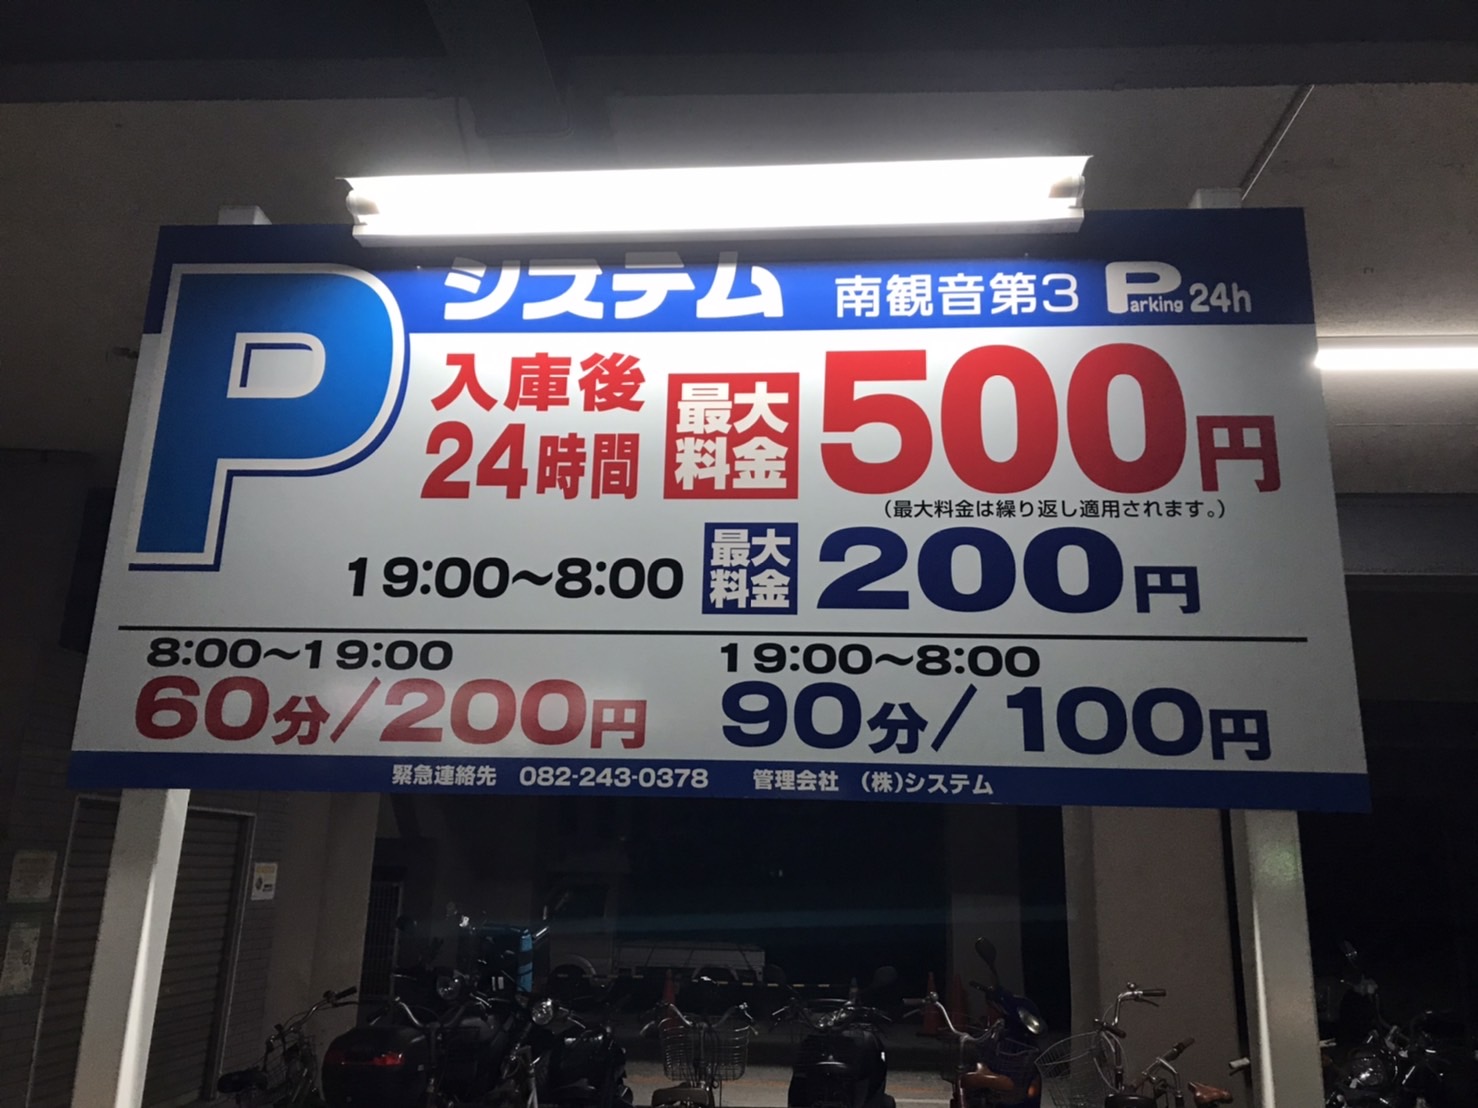 P システム 南観音第3 Parking 24h
入庫後
24時間 最大料金 500円
（最大料金は繰り返し適用されます。）
19:00〜8:00 最大料金 200円
8:00〜19:00
60分/200円
19:00〜8:00
90分/100円
緊急連絡先 082-243-0378 管理会社 （株）システム